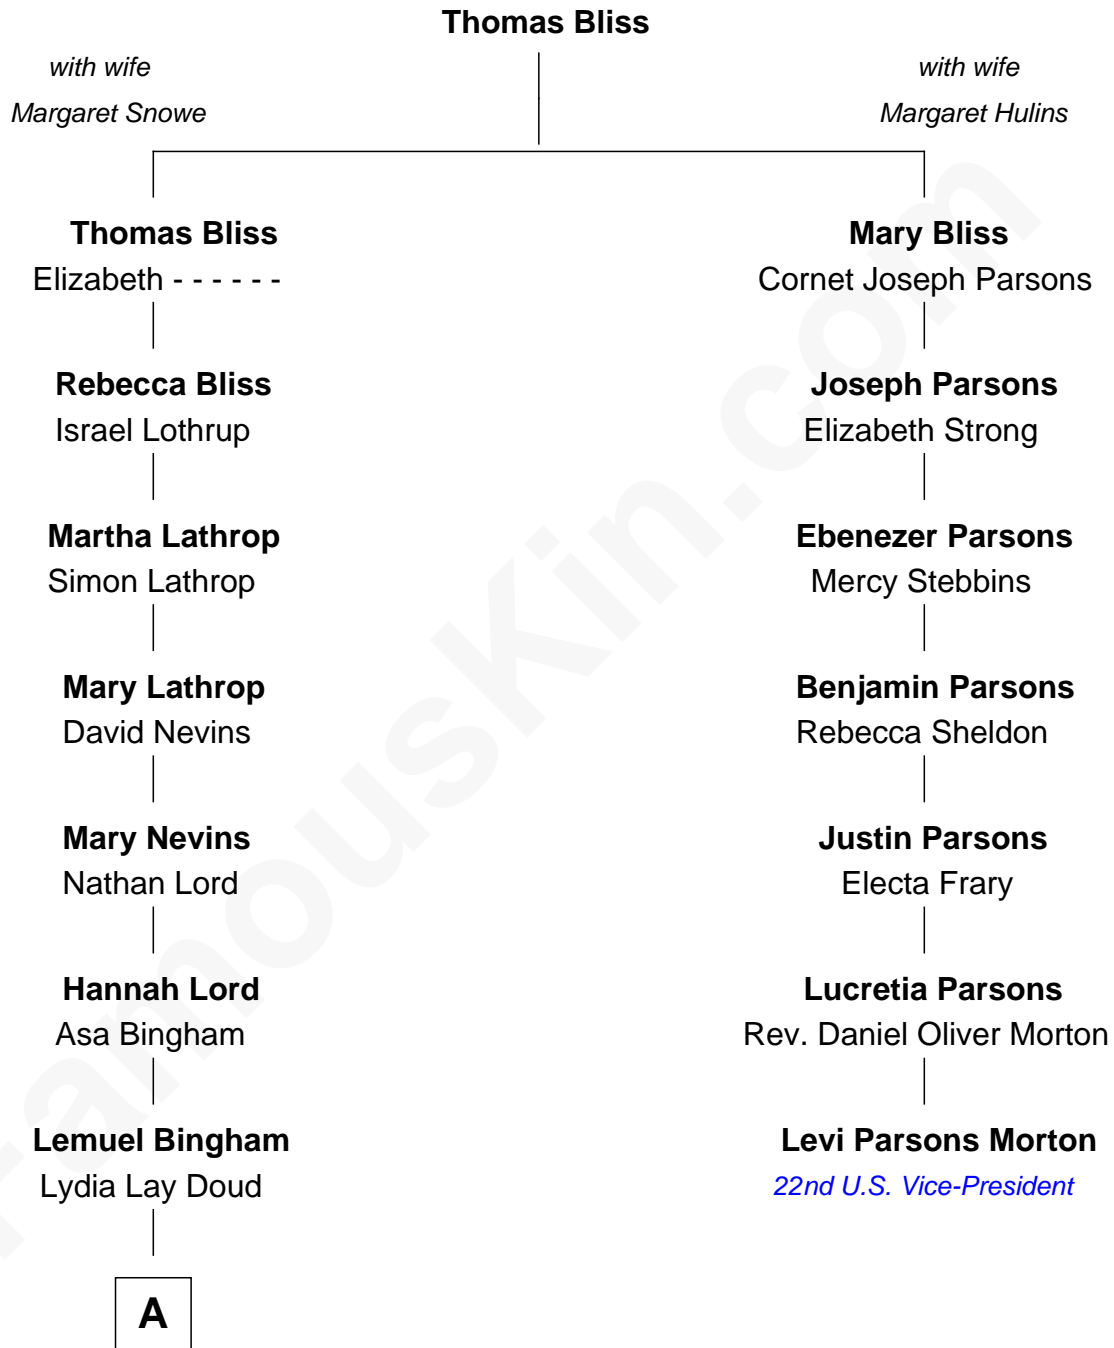 Thomas Bliss
with wife
Margaret Snowe
with wife
Margaret Hulins
Thomas Bliss
Elizabeth - - - - - -
Mary Bliss
Cornet Joseph Parsons
Rebecca Bliss
Israel Lothrup
Joseph Parsons
Elizabeth Strong
Martha Lathrop
Simon Lathrop
Ebenezer Parsons
Mercy Stebbins
Mary Lathrop
David Nevins
Benjamin Parsons
Rebecca Sheldon
Mary Nevins
Nathan Lord
Justin Parsons
Electa Frary
Hannah Lord
Asa Bingham
Lucretia Parsons
Rev. Daniel Oliver Morton
Lemuel Bingham
Lydia Lay Doud
Levi Parsons Morton
22nd U.S. Vice-President
A
FamousKin.com